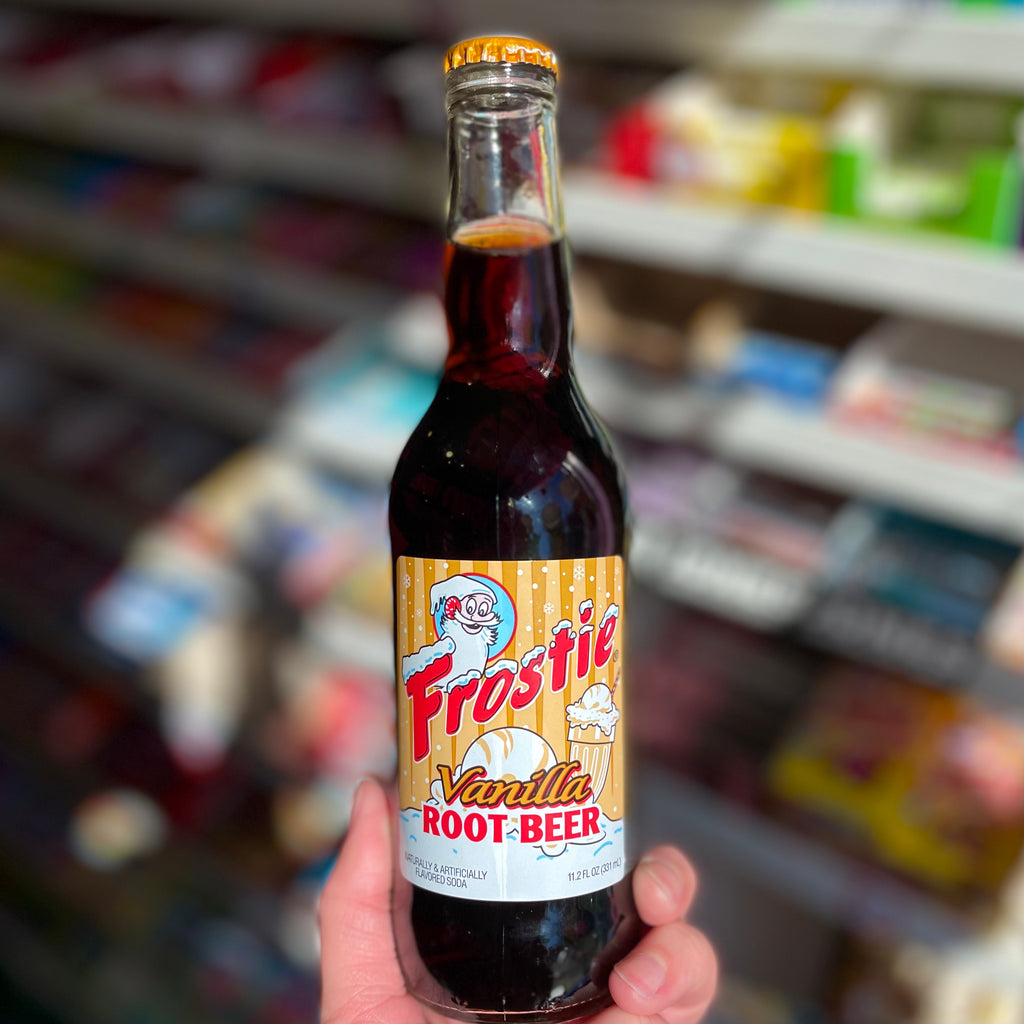 Frostie
Vanilla
ROOT BEER
NATURALLY & ARTIFICIALLY
FLAVORED SODA
11.2 FL OZ (331 mL)